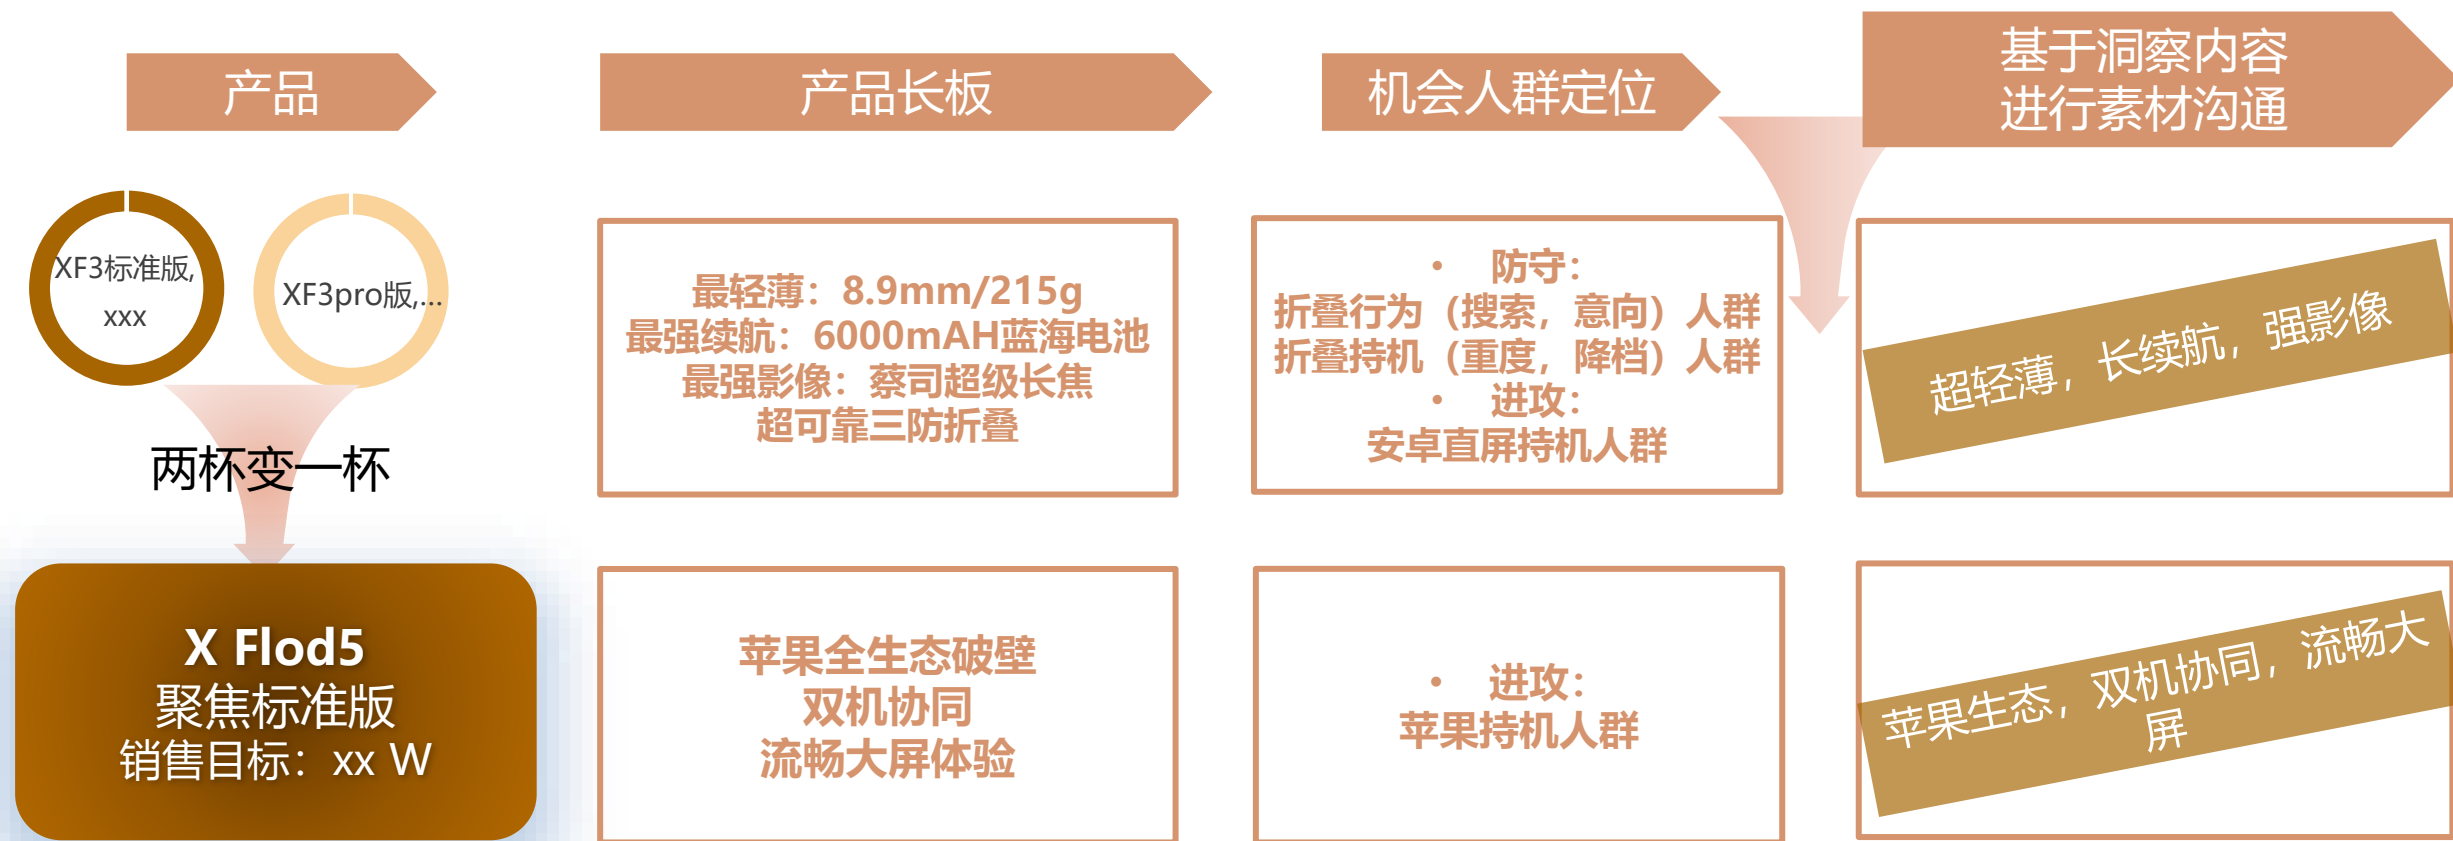 产品
产品长板
机会人群定位
基于洞察内容
进行素材沟通
XF3标准版,
xxx
XF3pro版,...
两杯变一杯
X Flod5
聚焦标准版
销售目标：xx W
最轻薄：8.9mm/215g
最强续航：6000mAH蓝海电池
最强影像：蔡司超级长焦
超可靠三防折叠
• 防守：
折叠行为（搜索，意向）人群
折叠持机（重度，降档）人群
• 进攻：
安卓直屏持机人群
超轻薄，长续航，强影像
苹果全生态破壁
双机协同
流畅大屏体验
• 进攻：
苹果持机人群
苹果生态，双机协同，流畅大
屏